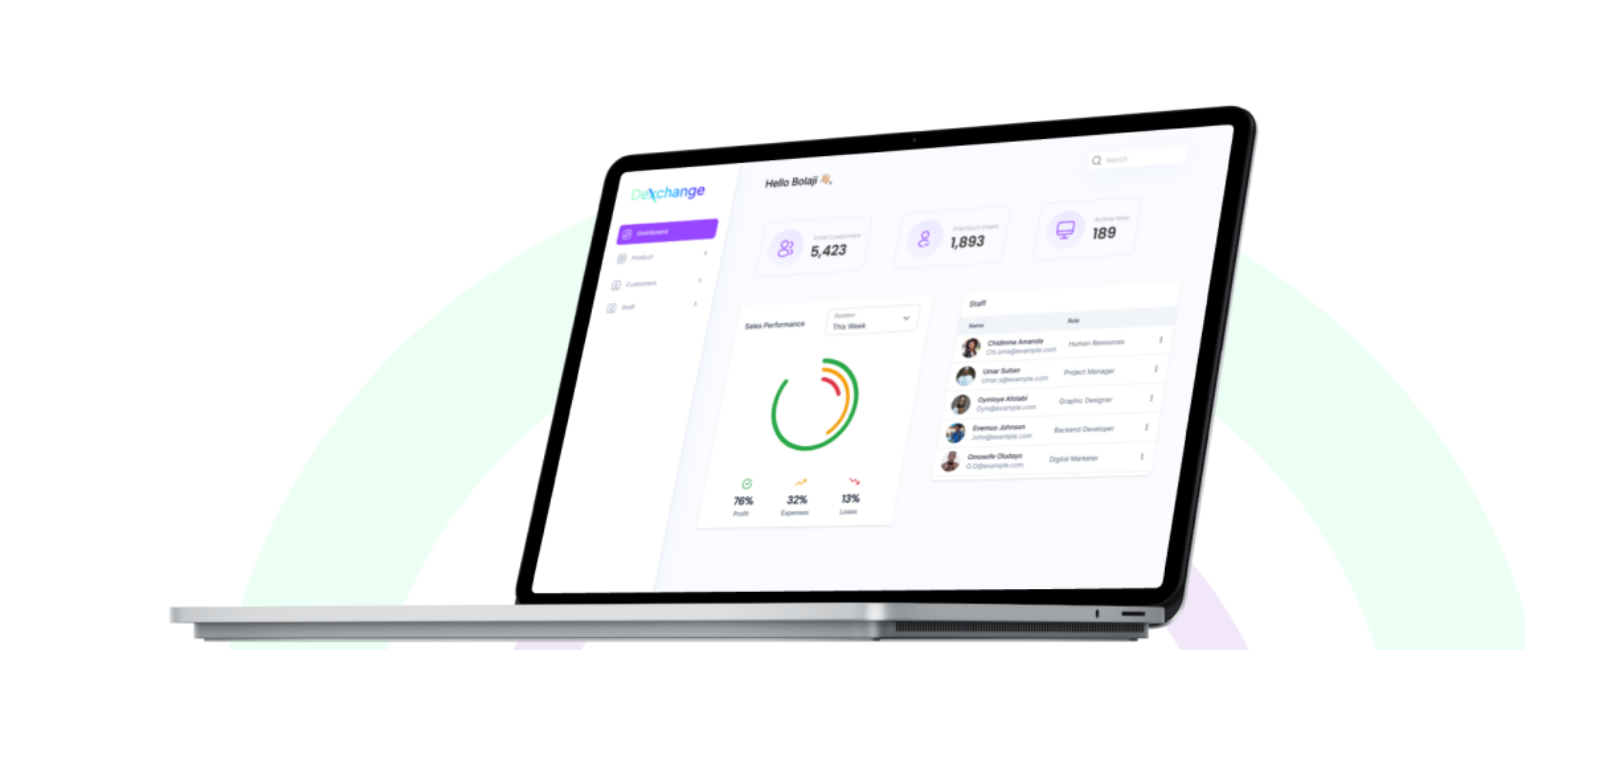 Dexchange
Dashboard
Product
Customers
Staff
Hello Bolaji 👋🏼,
Search
Total Customers
5,423
Premium Users
1,893
Active Now
189
Sales Performance
Duration
This Week
76%
Profit
32%
Expenses
13%
Loses
Staff
Name
Role
Chidinma Amanda
Human Resources
Chi.ama@example.com
Umar Sultan
Project Manager
Umar.s@example.com
Oyinloye Afolabi
Graphic Designer
Oyin@example.com
Enemuo Johnson
Backend Developer
John@example.com
Omosefe Oludayo
Digital Marketer
O.O@example.com